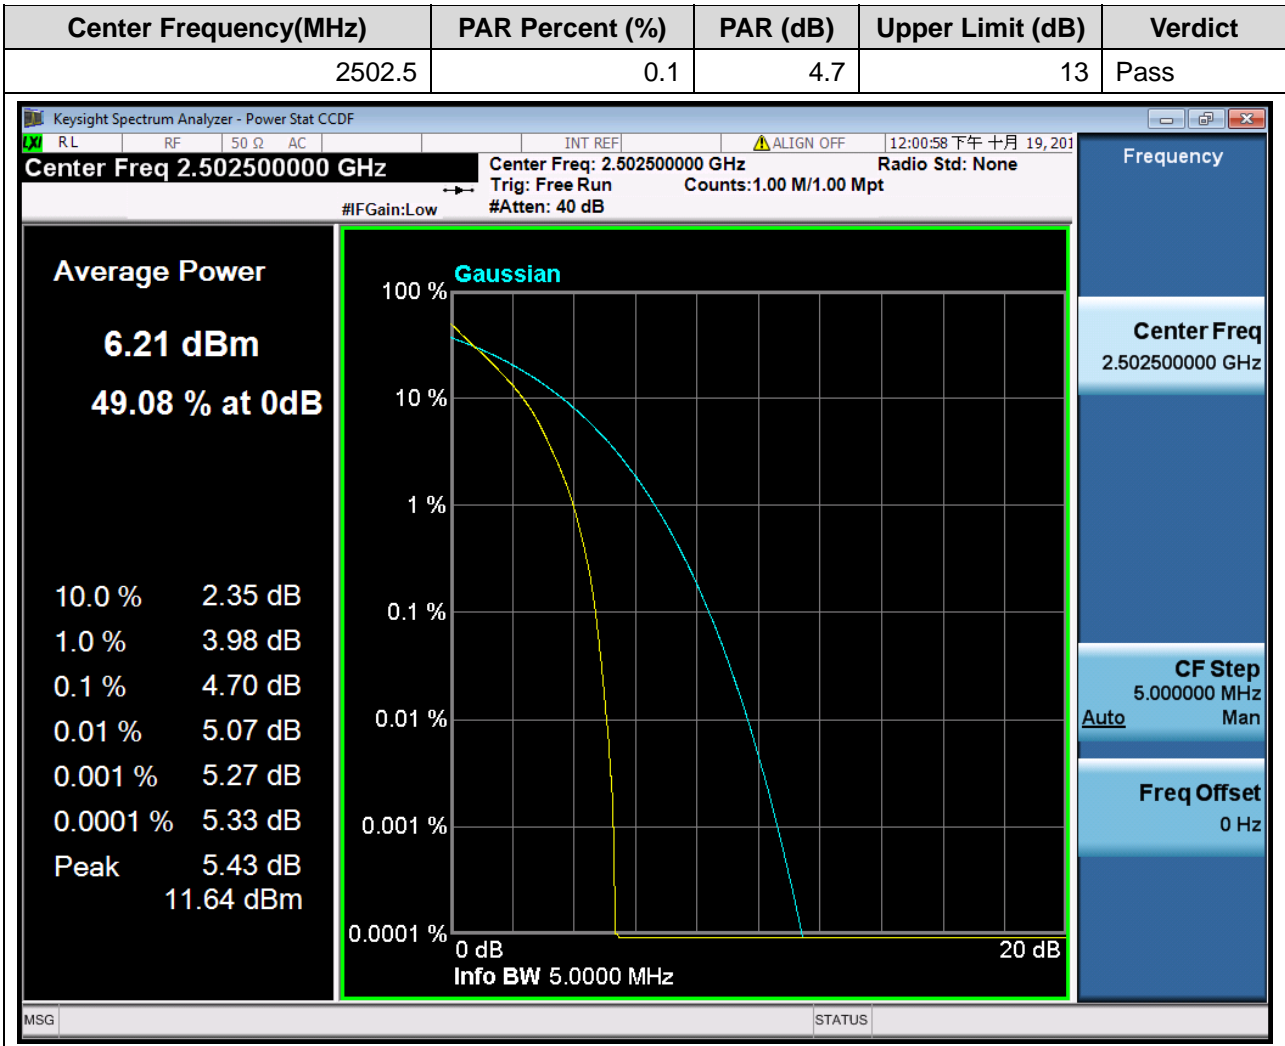 Center Frequency(MHz) PAR Percent (%) PAR (dB) Upper Limit (dB) Verdict
2502.5 0.1 4.7 13 Pass
Keysight Spectrum Analyzer - Power Stat CCDF
LXI RL RF 50 Ω AC INT REF ALIGN OFF 12:00:58 下午 十月 19, 201
Center Freq 2.502500000 GHz
Center Freq: 2.502500000 GHz Radio Std: None
Trig: Free Run Counts:1.00 M/1.00 Mpt
#IFGain:Low #Atten: 40 dB
Average Power
6.21 dBm
49.08 % at 0dB
10.0 % 2.35 dB
1.0 % 3.98 dB
0.1 % 4.70 dB
0.01 % 5.07 dB
0.001 % 5.27 dB
0.0001 % 5.33 dB
Peak 5.43 dB
11.64 dBm
Gaussian
100 %
10 %
1 %
0.1 %
0.01 %
0.001 %
0.0001 %
0 dB 20 dB
Info BW 5.0000 MHz
Frequency
Center Freq
2.502500000 GHz
CF Step
5.000000 MHz
Auto Man
Freq Offset
0 Hz
MSG STATUS